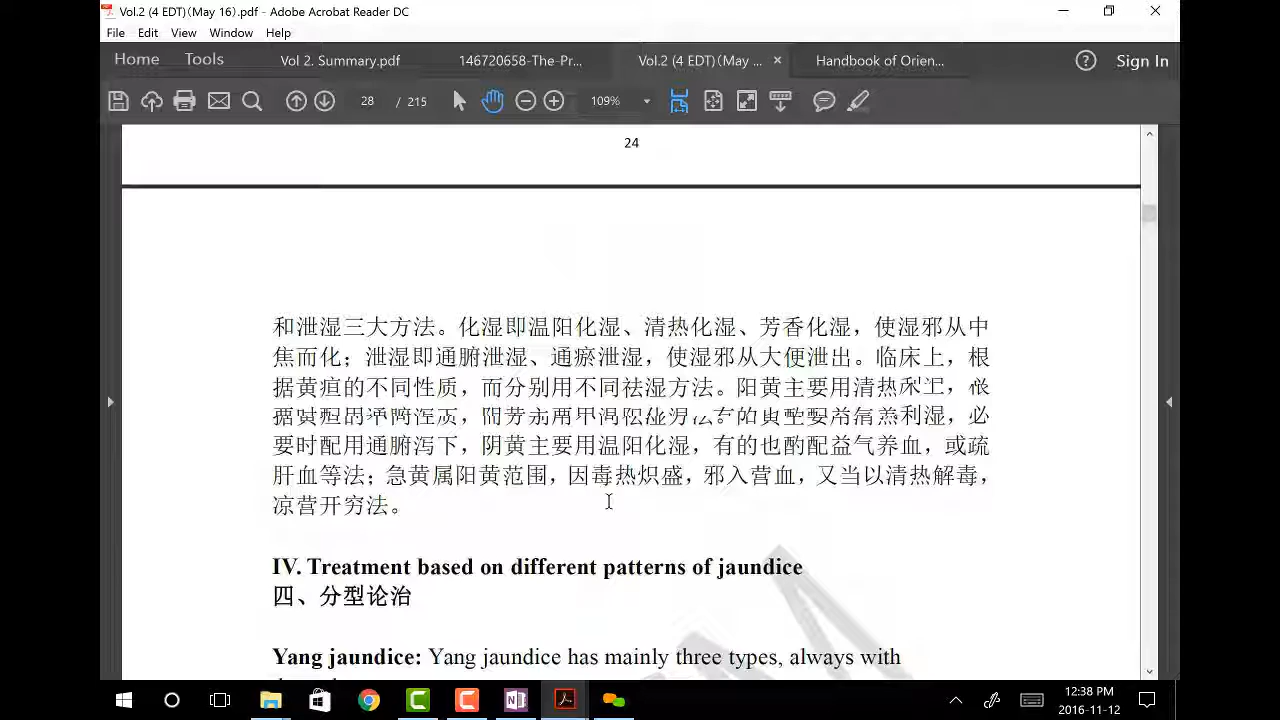 Vol.2 (4 EDT)(May 16).pdf - Adobe Acrobat Reader DC
File Edit View Window Help
Home Tools Vol 2. Summary.pdf 146720658-The-Pr... Vol.2 (4 EDT)(May ... × Handbook of Orien... Sign In
28 / 215 109%
24
和泄湿三大方法。化湿即温阳化湿、清热化湿、芳香化湿，使湿邪从中
焦而化；泄湿即通腑泄湿、通瘀泄湿，使湿邪从大便泄出。临床上，根
据黄疸的不同性质，而分别用不同祛湿方法。阳黄主要用清热
利湿，必
要时配用通腑泻下，阴黄主要用温阳化湿，有的也酌配益气养血，或疏
肝血等法；急黄属阳黄范围，因毒热炽盛，邪入营血，又当以清热解毒，
凉营开穷法。
IV. Treatment based on different patterns of jaundice
四、分型论治
Yang jaundice: Yang jaundice has mainly three types, always with
12:38 PM
2016-11-12